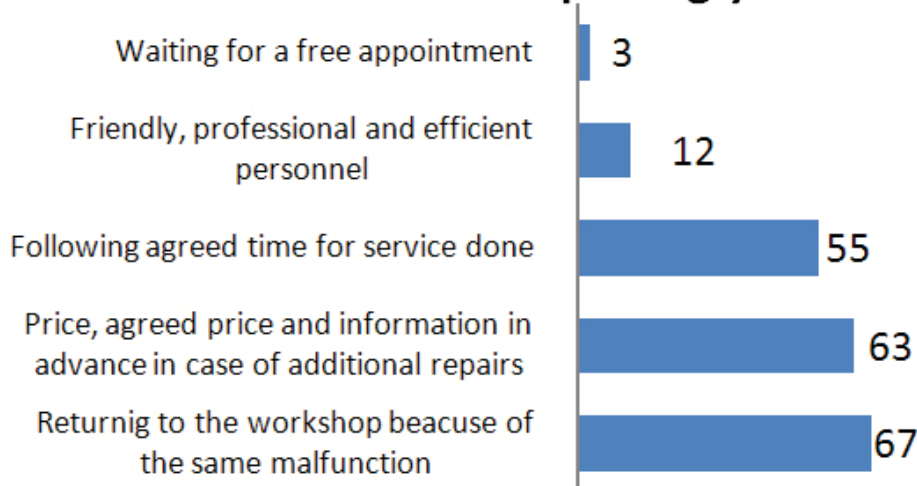 Waiting for a free appointment
3
Friendly, professional and efficient
personnel
12
Following agreed time for service done
55
Price, agreed price and information in
advance in case of additional repairs
63
Returnig to the workshop beacuse of
the same malfunction
67